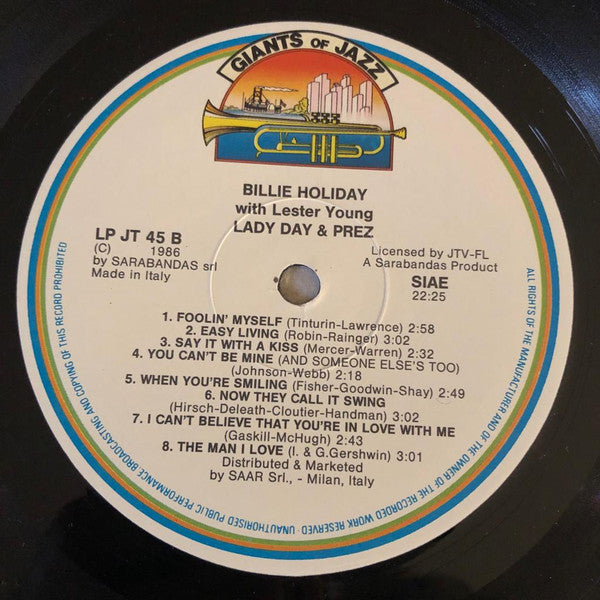 GIANTS OF JAZZ
BILLIE HOLIDAY
with Lester Young
LADY DAY & PREZ
LP JT 45 B
(C) 1986
by SARABANDAS srl
Made in Italy
Licensed by JTV-FL
A Sarabandas Product
SIAE
22:25
1. FOOLIN' MYSELF (Tinturin-Lawrence) 2:58
2. EASY LIVING (Robin-Rainger) 3:02
3. SAY IT WITH A KISS (Mercer-Warren) 2:32
4. YOU CAN'T BE MINE (AND SOMEONE ELSE'S TOO)
(Johnson-Webb) 2:18
5. WHEN YOU'RE SMILING (Fisher-Goodwin-Shay) 2:49
6. NOW THEY CALL IT SWING
(Hirsch-Deleath-Cloutier-Handman) 3:02
7. I CAN'T BELIEVE THAT YOU'RE IN LOVE WITH ME
(Gaskill-McHugh) 2:43
8. THE MAN I LOVE (I. & G.Gershwin) 3:01
Distributed & Marketed
by SAAR Srl., - Milan, Italy
ALL RIGHTS OF THE MANUFACTURER AND OF THE OWNER OF THE RECORDED WORK RESERVED - UNAUTHORISED PUBLIC PERFORMANCE BROADCASTING AND COPYING OF THIS RECORD PROHIBITED